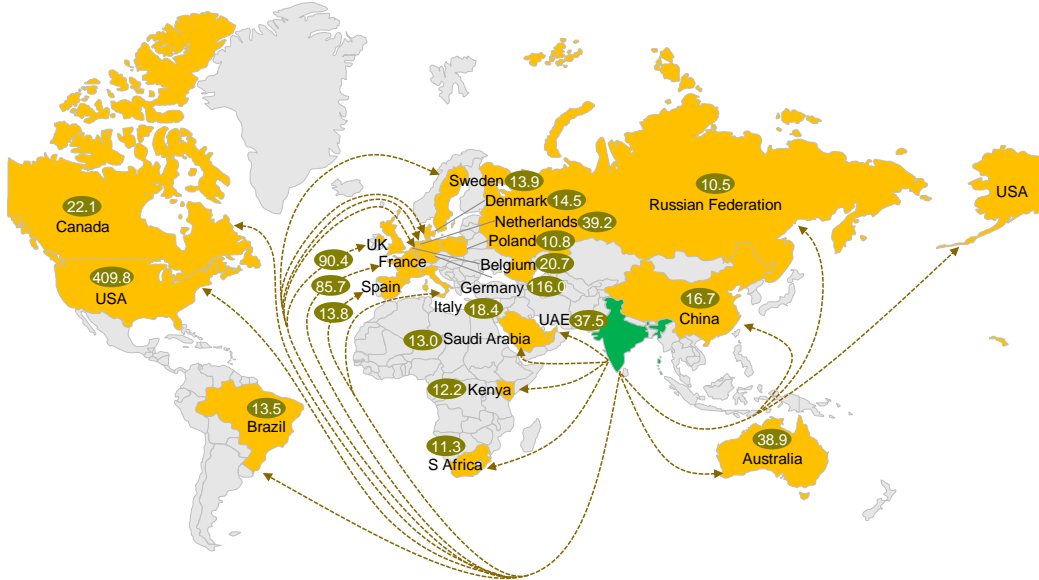 Sweden 13.9
Denmark 14.5
10.5
Russian Federation
USA
22.1
Canada
Netherlands 39.2
Poland 10.8
UK
90.4
France
Belgium 20.7
409.8
USA
85.7
Spain
Germany 116.0
16.7
China
13.8
Italy 18.4
UAE 37.5
13.0 Saudi Arabia
12.2 Kenya
13.5
Brazil
11.3
S Africa
38.9
Australia